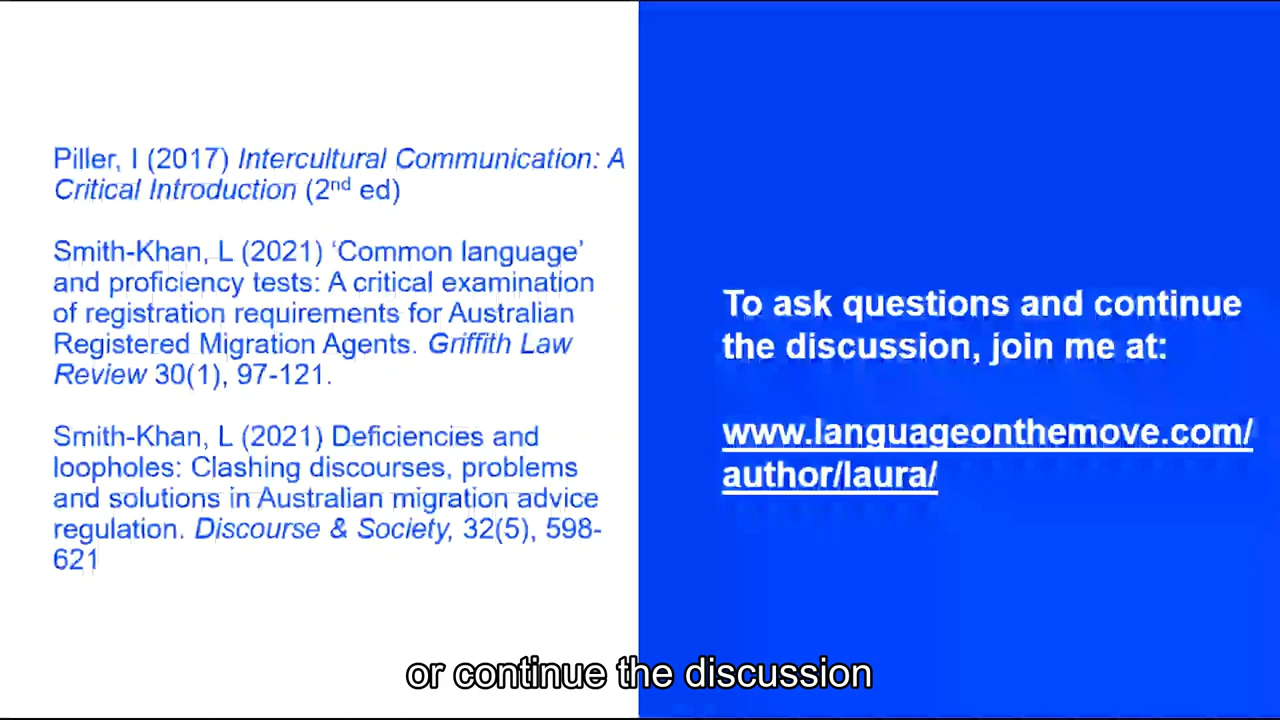 Piller, I (2017) Intercultural Communication: A
Critical Introduction (2nd ed)
Smith-Khan, L (2021) ‘Common language’
and proficiency tests: A critical examination
of registration requirements for Australian
Registered Migration Agents. Griffith Law
Review 30(1), 97-121.
Smith-Khan, L (2021) Deficiencies and
loopholes: Clashing discourses, problems
and solutions in Australian migration advice
regulation. Discourse & Society, 32(5), 598-
621
To ask questions and continue
the discussion, join me at:
www.languageonthemove.com/
author/laura/
or continue the discussion